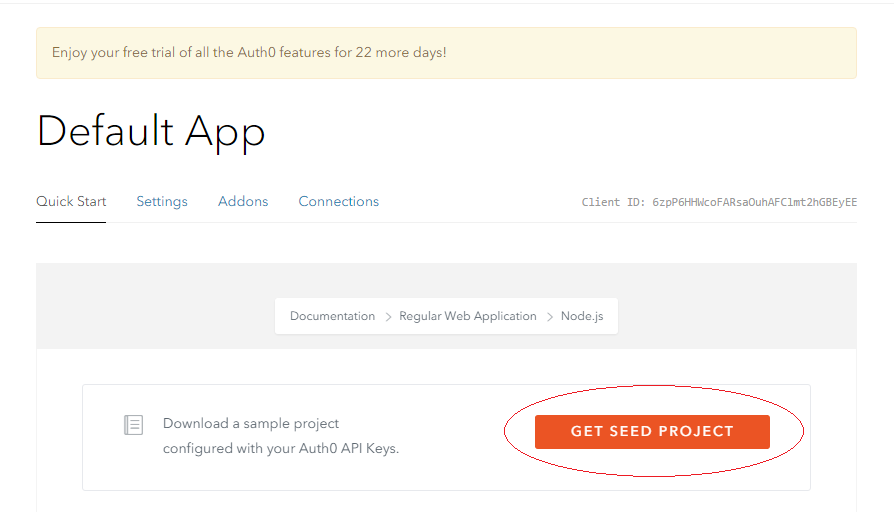 Enjoy your free trial of all the Auth0 features for 22 more days!
Default App
Quick Start Settings Addons Connections Client ID: 6zpP6HHWcoFARsaOuhAFClmt2hGBEyEE
Documentation Regular Web Application Node.js
Download a sample project
configured with your Auth0 API Keys.
GET SEED PROJECT